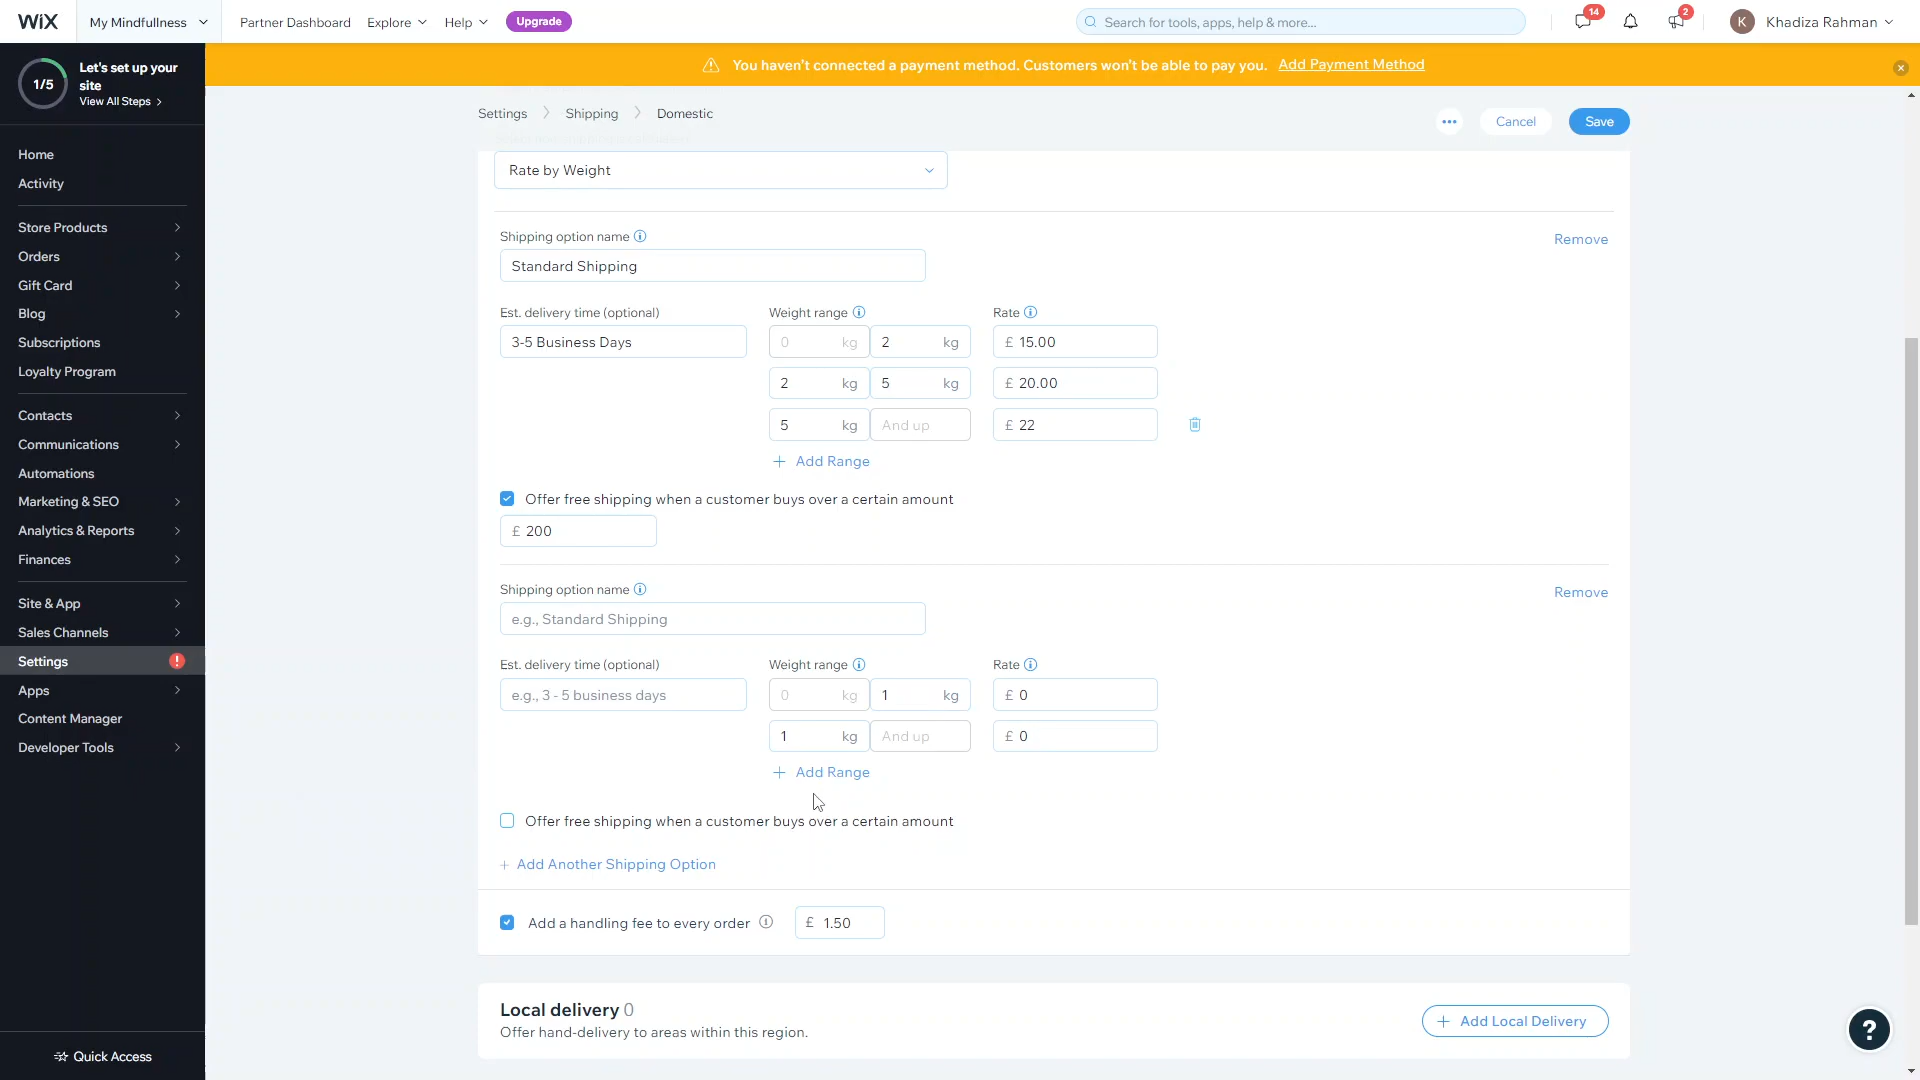 WiX
My Mindfullness
Partner Dashboard
Explore
Help
Upgrade
Search for tools, apps, help & more...
14
2
K
Khadiza Rahman
1/5
Let's set up your
site
View All Steps
You haven't connected a payment method. Customers won't be able to pay you. Add Payment Method
Home
Activity
Store Products
Orders
Gift Card
Blog
Subscriptions
Loyalty Program
Contacts
Communications
Automations
Marketing & SEO
Analytics & Reports
Finances
Site & App
Sales Channels
Settings
Apps
Content Manager
Developer Tools
Quick Access
Settings > Shipping > Domestic
Cancel
Save
Rate by Weight
Shipping option name
Remove
Standard Shipping
Est. delivery time (optional) Weight range Rate
3-5 Business Days 0 kg 2 kg £ 15.00
2 kg 5 kg £ 20.00
5 kg And up £ 22
+ Add Range
Offer free shipping when a customer buys over a certain amount
£ 200
Shipping option name
Remove
e.g., Standard Shipping
Est. delivery time (optional) Weight range Rate
e.g., 3 - 5 business days 0 kg 1 kg £ 0
1 kg And up £ 0
+ Add Range
Offer free shipping when a customer buys over a certain amount
+ Add Another Shipping Option
Add a handling fee to every order £ 1.50
Local delivery 0
Offer hand-delivery to areas within this region.
+ Add Local Delivery
?